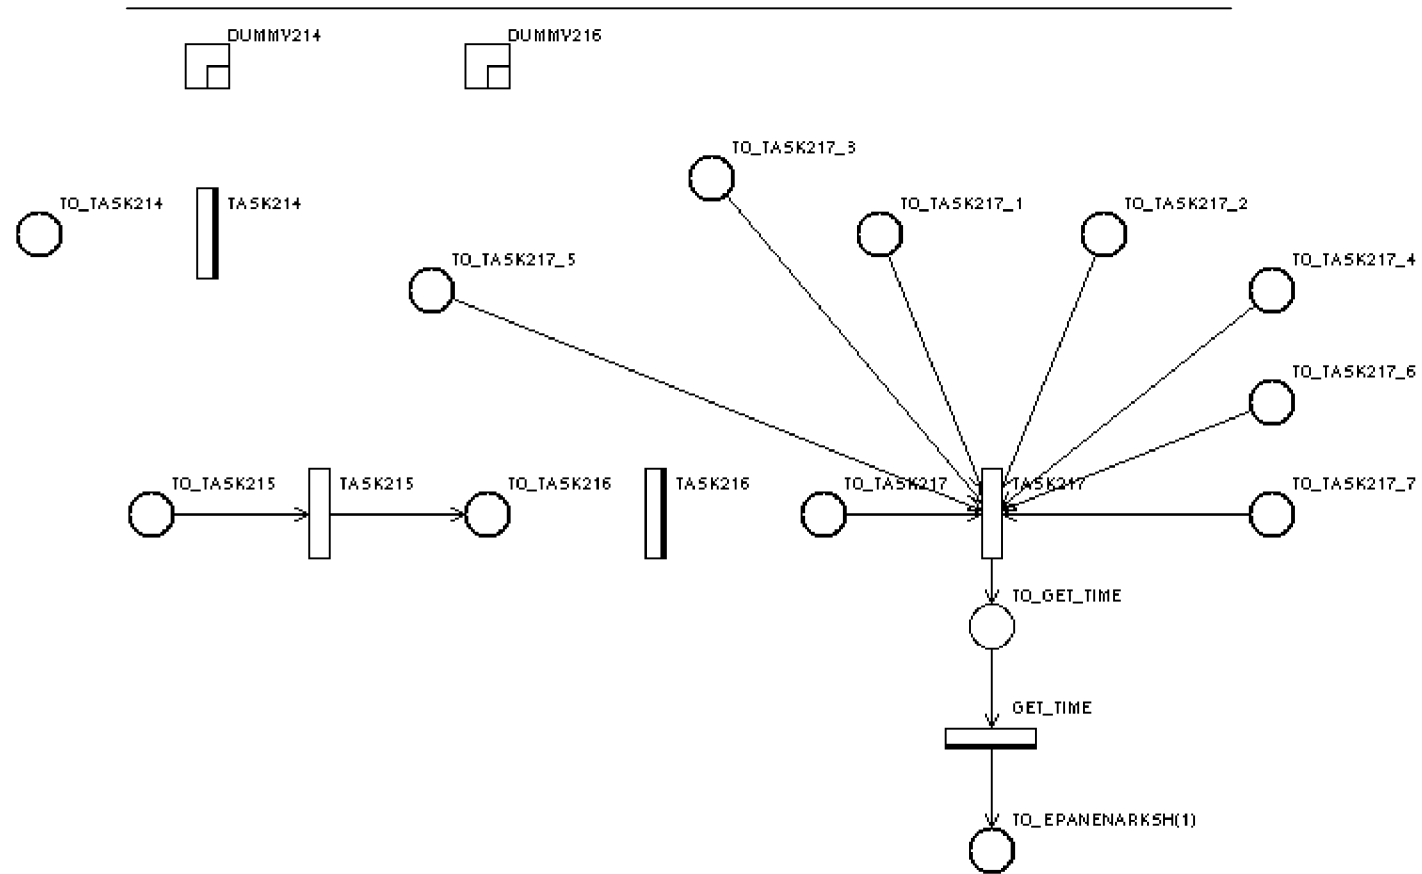 DUMMY214
DUMMY216
TO_TASK217_3
TO_TASK214
TASK214
TO_TASK217_1
TO_TASK217_2
TO_TASK217_5
TO_TASK217_4
TO_TASK217_6
TO_TASK215
TASK215
TO_TASK216
TASK216
TO_TASK217
TASK217
TO_TASK217_7
TO_GET_TIME
GET_TIME
TO_EPANENARKSH(1)